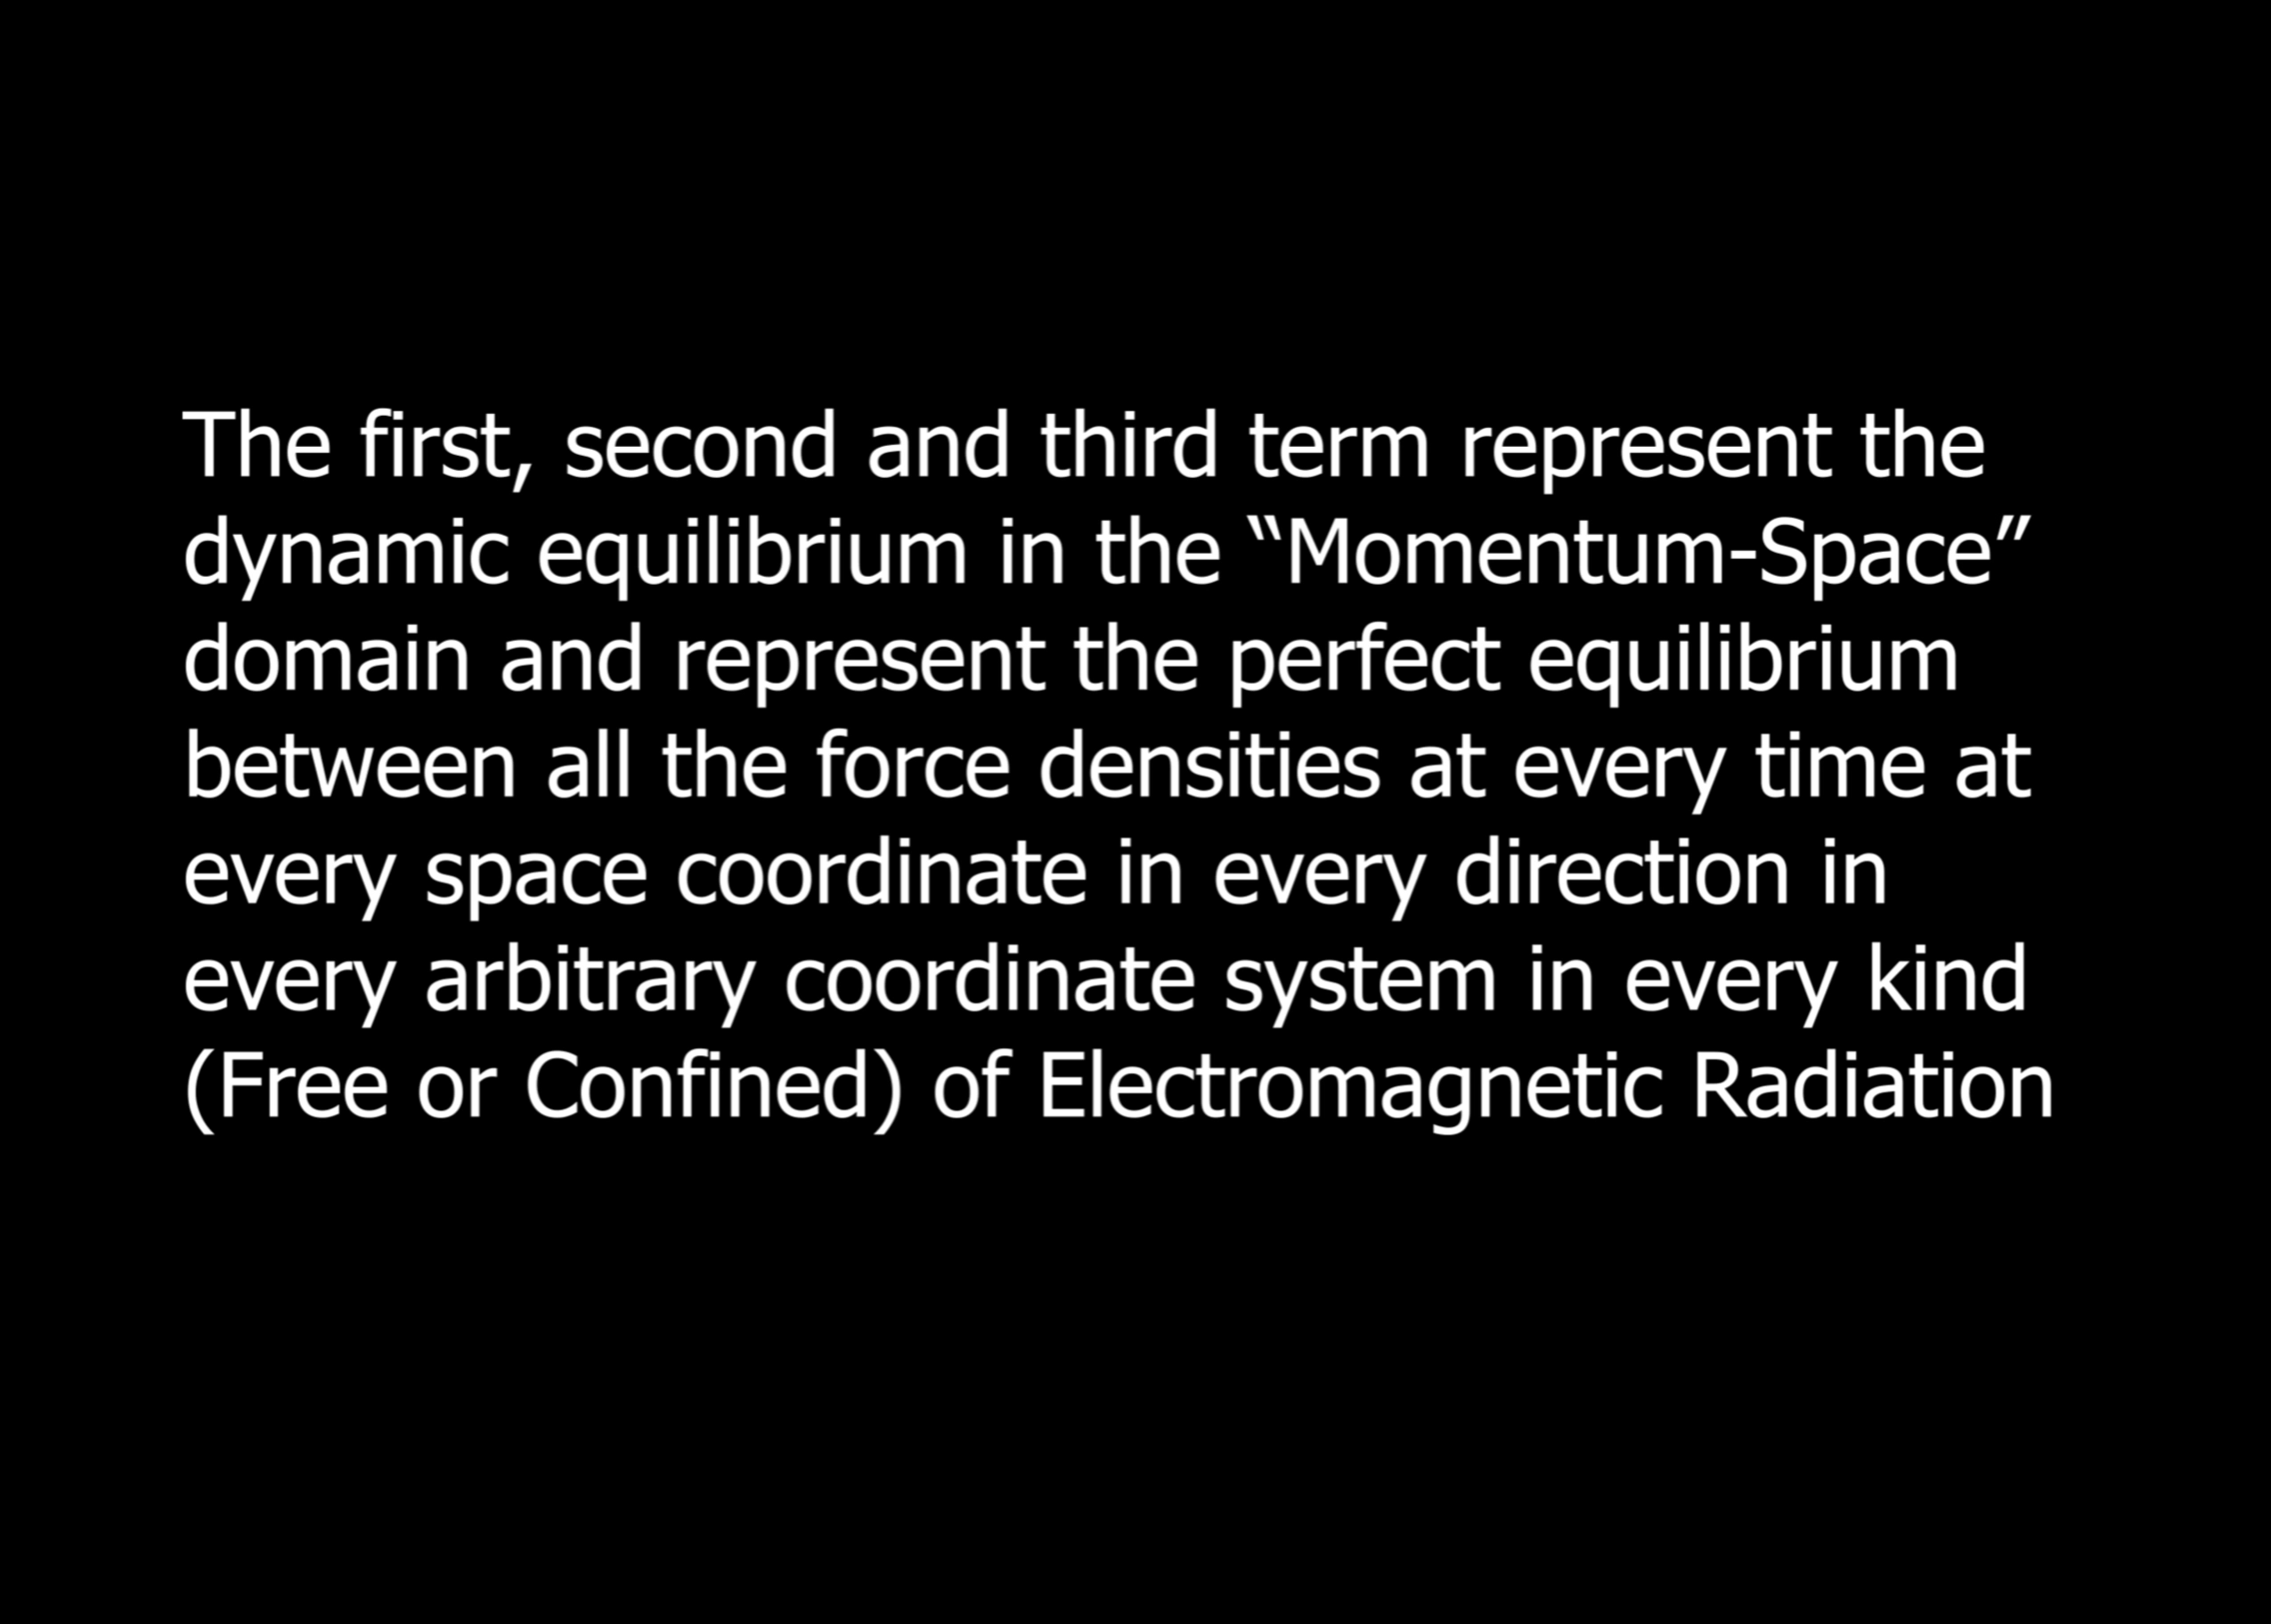 The first, second and third term represent the
dynamic equilibrium in the “Momentum-Space”
domain and represent the perfect equilibrium
between all the force densities at every time at
every space coordinate in every direction in
every arbitrary coordinate system in every kind
(Free or Confined) of Electromagnetic Radiation